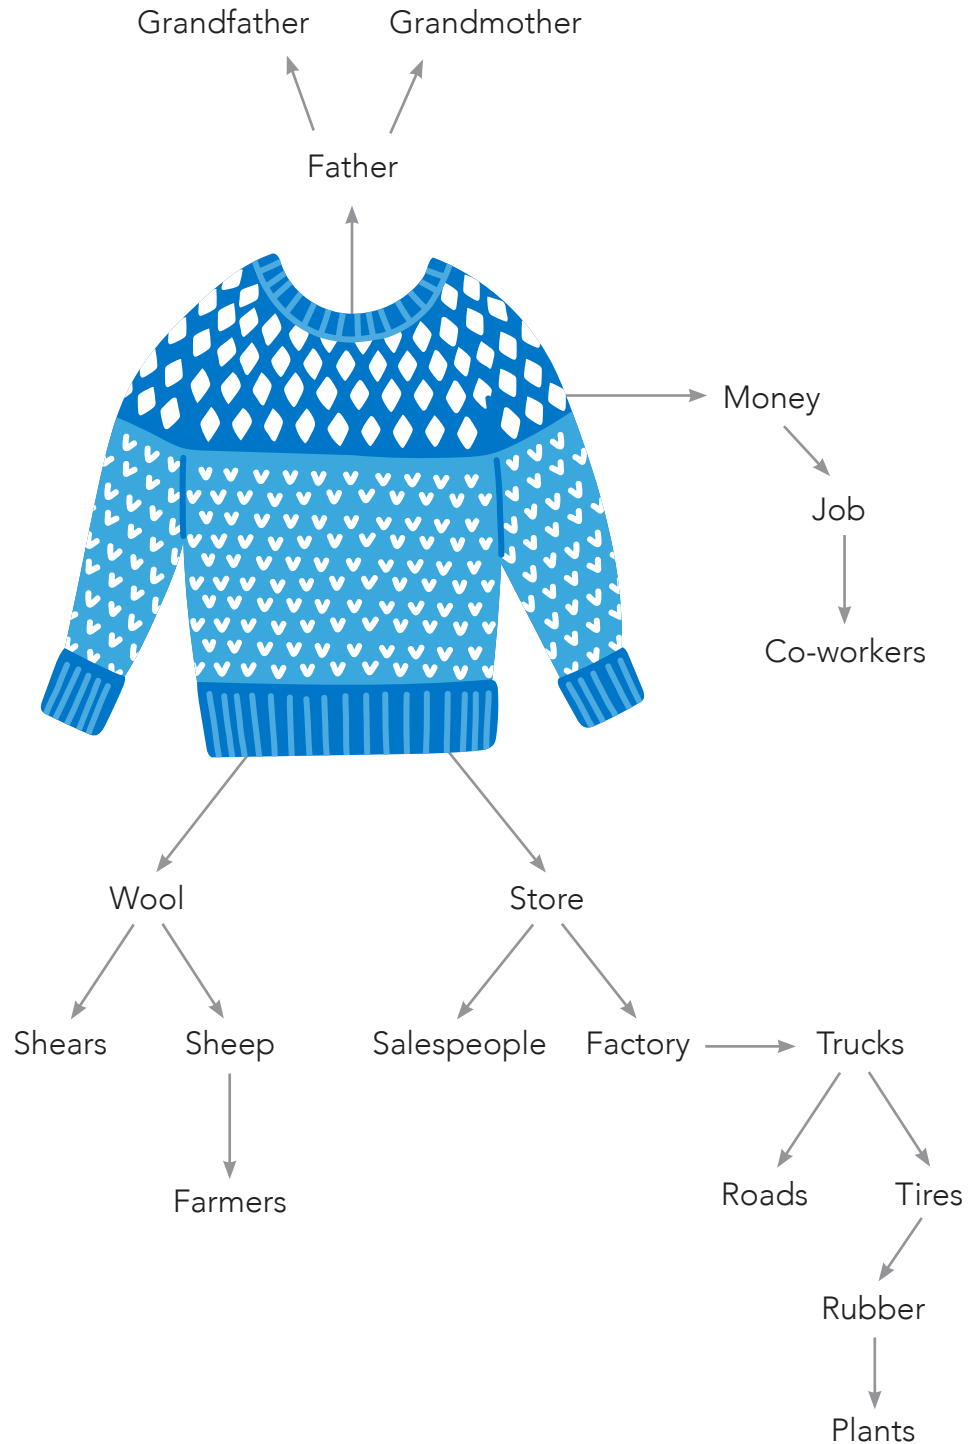 Grandfather Grandmother
Father
Money
Job
Co-workers
Wool Store
Shears Sheep Salespeople Factory Trucks
Roads Tires
Farmers
Rubber
Plants